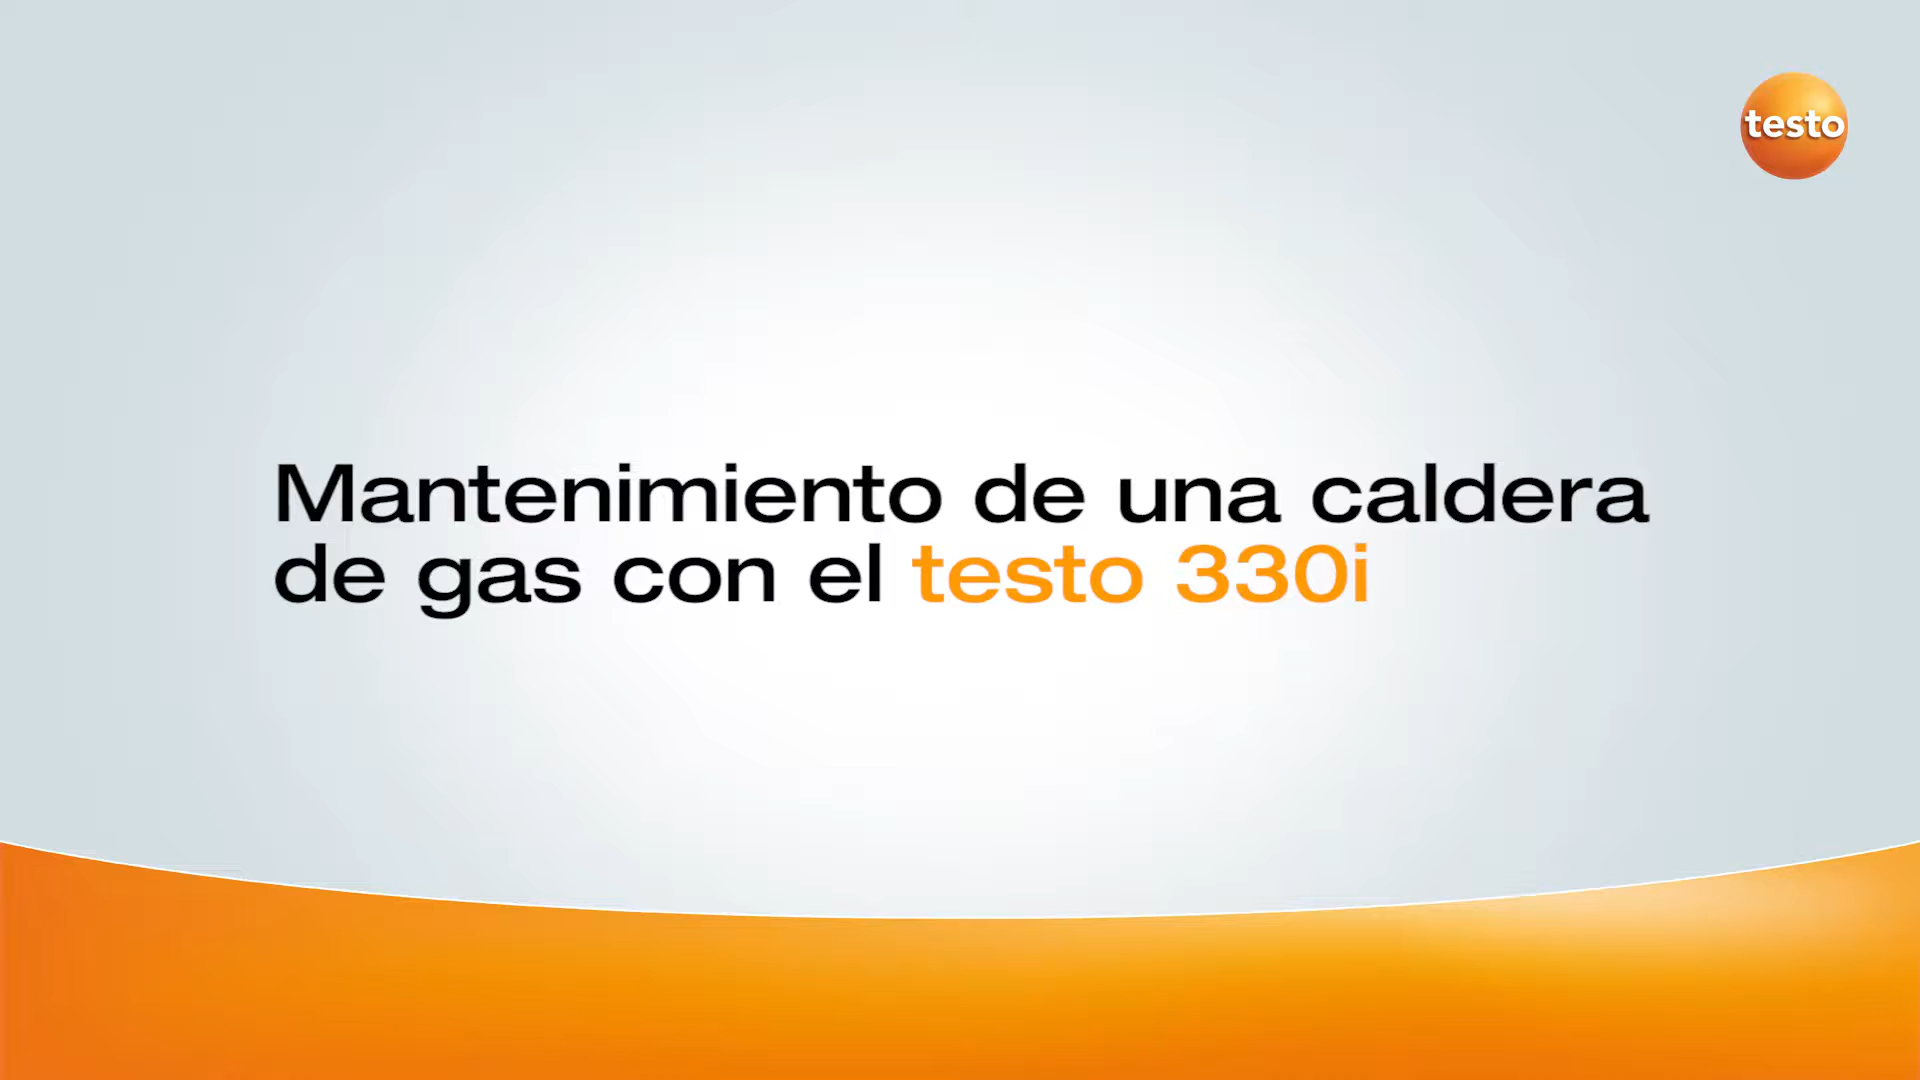 testo
Mantenimiento de una caldera
de gas con el testo 330i